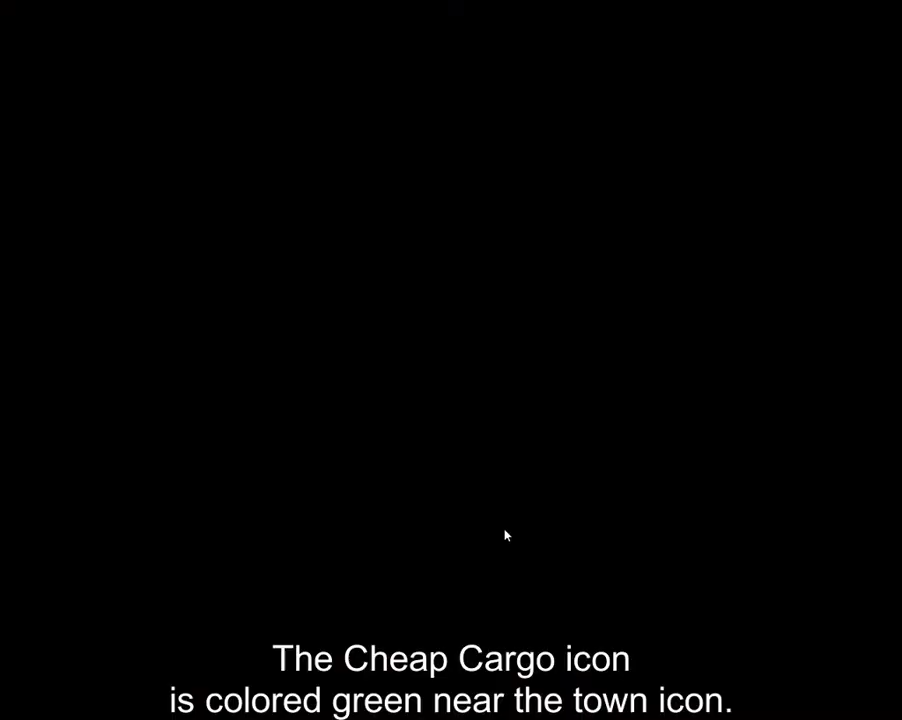 The Cheap Cargo icon
is colored green near the town icon.